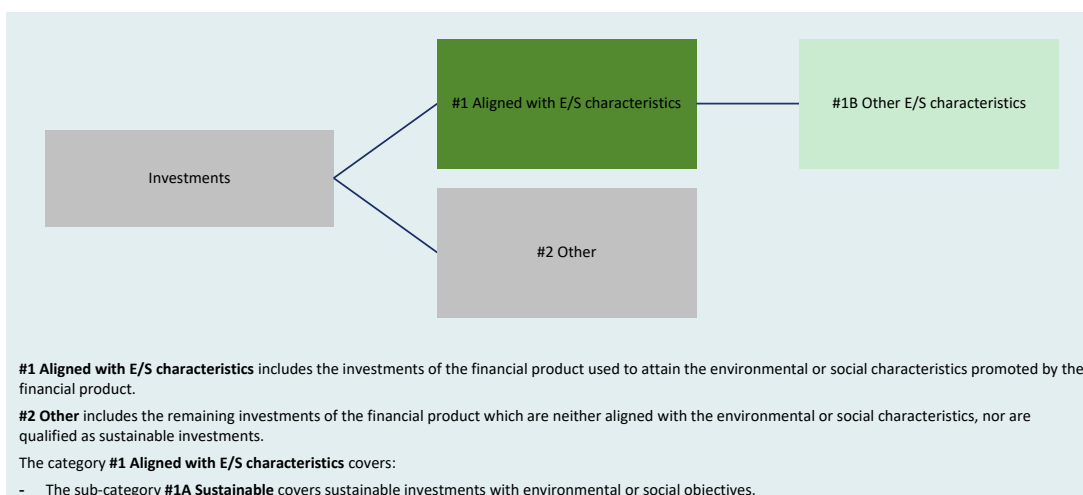 #1 Aligned with E/S characteristics
#1B Other E/S characteristics
Investments
#2 Other
#1 Aligned with E/S characteristics includes the investments of the financial product used to attain the environmental or social characteristics promoted by the
financial product.
#2 Other includes the remaining investments of the financial product which are neither aligned with the environmental or social characteristics, nor are
qualified as sustainable investments.
The category #1 Aligned with E/S characteristics covers:
- The sub-category #1A Sustainable covers sustainable investments with environmental or social objectives.